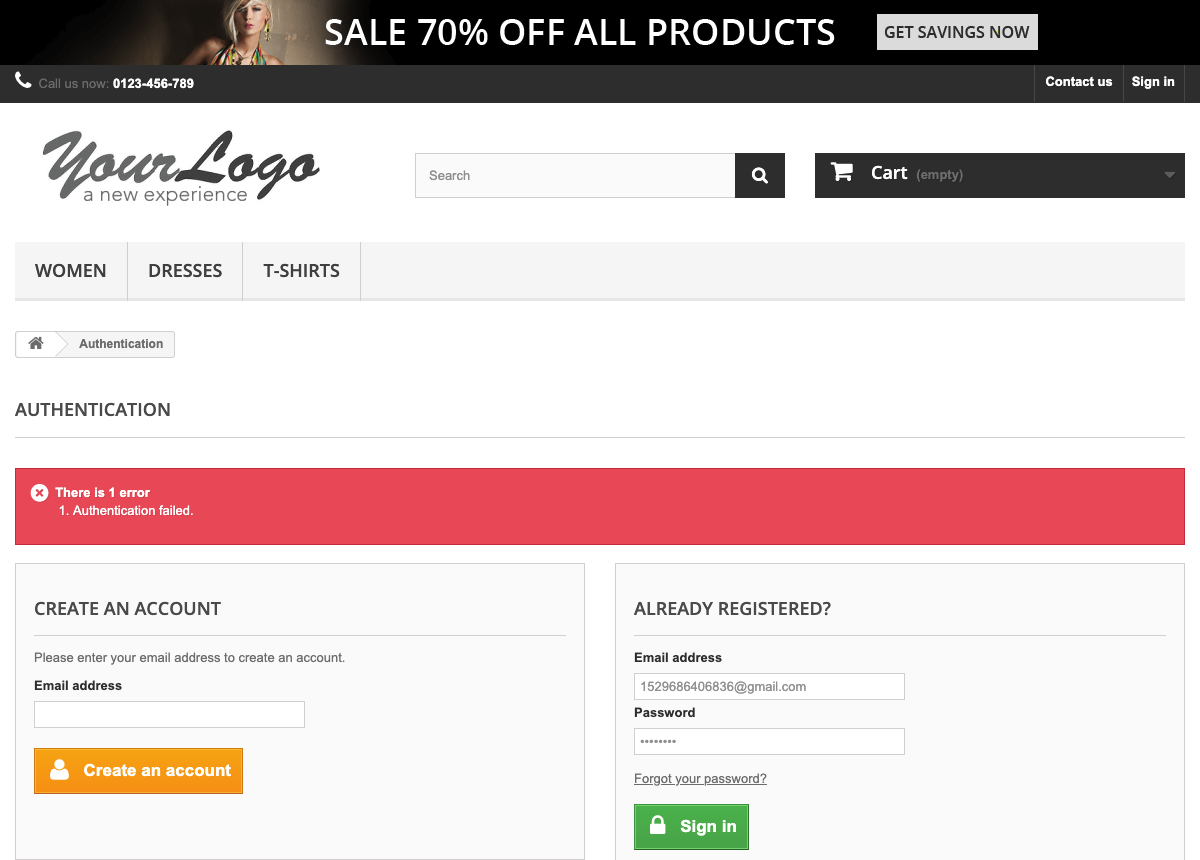 SALE 70% OFF ALL PRODUCTS
GET SAVINGS NOW
Call us now: 0123-456-789
Contact us
Sign in
Your Logo
a new experience
Search
Cart (empty)
WOMEN
DRESSES
T-SHIRTS
Authentication
AUTHENTICATION
There is 1 error
1. Authentication failed.
CREATE AN ACCOUNT
Please enter your email address to create an account.
Email address
Create an account
ALREADY REGISTERED?
Email address
1529686406836@gmail.com
Password
••••••••
Forgot your password?
Sign in